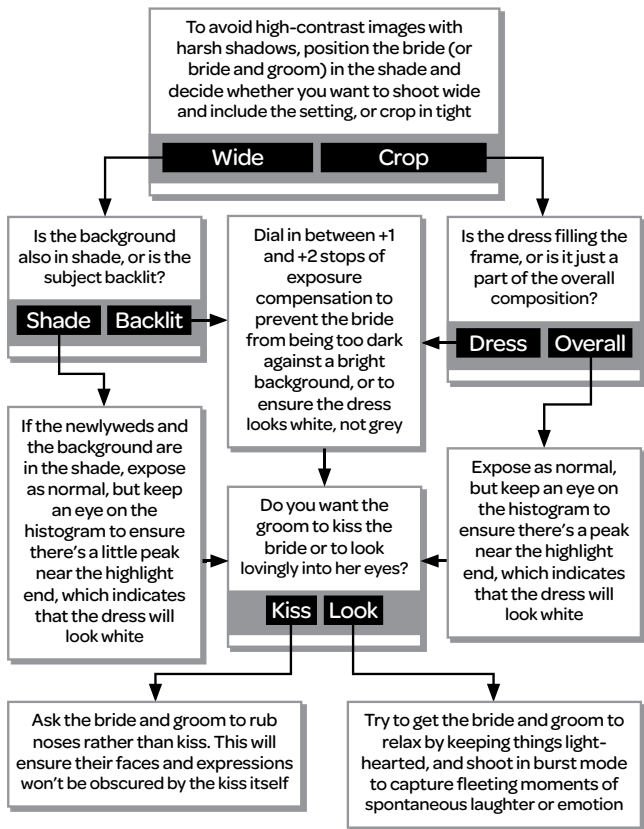 To avoid high-contrast images with
harsh shadows, position the bride (or
bride and groom) in the shade and
decide whether you want to shoot wide
and include the setting, or crop in tight
Wide
Crop
Is the background
also in shade, or is the
subject backlit?
Shade
Backlit
Dial in between +1
and +2 stops of
exposure
compensation to
prevent the bride
from being too dark
against a bright
background, or to
ensure the dress
looks white, not grey
Is the dress filling the
frame, or is it just a
part of the overall
composition?
Dress
Overall
If the newlyweds and
the background are
in the shade, expose
as normal, but keep
an eye on the
histogram to ensure
there's a little peak
near the highlight
end, which indicates
that the dress will
look white
Do you want the
groom to kiss the
bride or to look
lovingly into her eyes?
Kiss
Look
Expose as normal,
but keep an eye on
the histogram to
ensure there's a peak
near the highlight
end, which indicates
that the dress will
look white
Ask the bride and groom to rub
noses rather than kiss. This will
ensure their faces and expressions
won't be obscured by the kiss itself
Try to get the bride and groom to
relax by keeping things light-
hearted, and shoot in burst mode
to capture fleeting moments of
spontaneous laughter or emotion